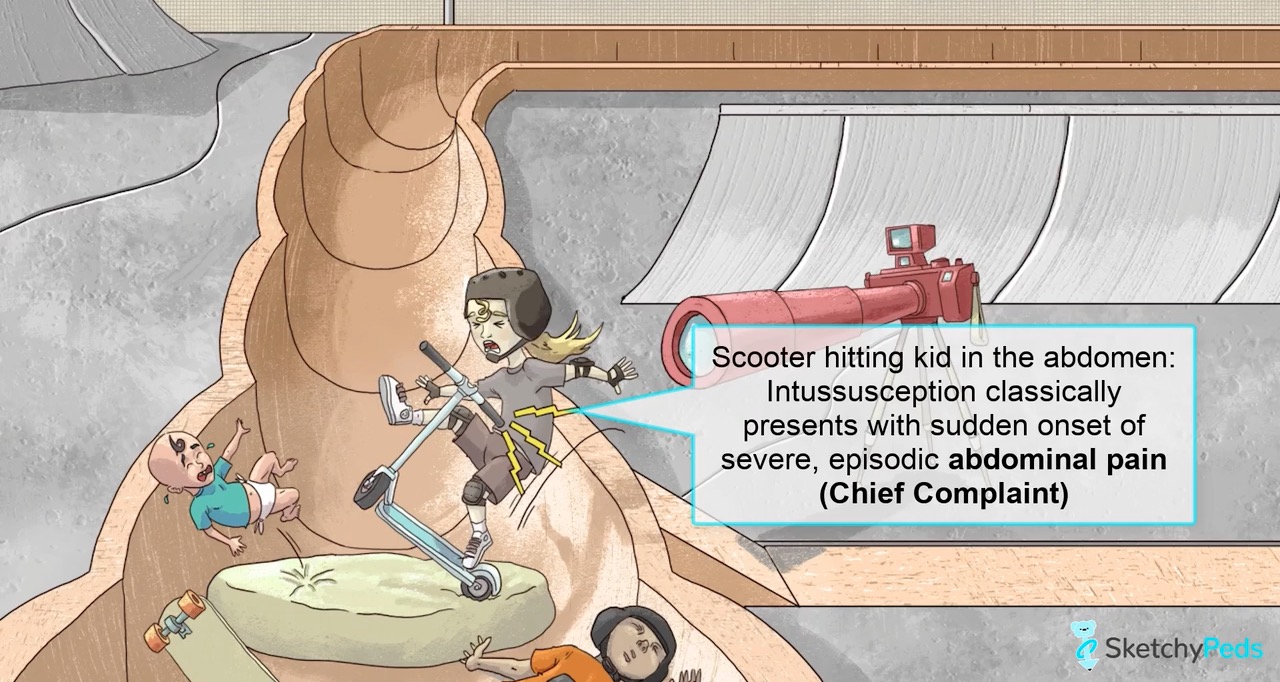 Scooter hitting kid in the abdomen:
Intussusception classically
presents with sudden onset of
severe, episodic abdominal pain
(Chief Complaint)
SketchyPeds